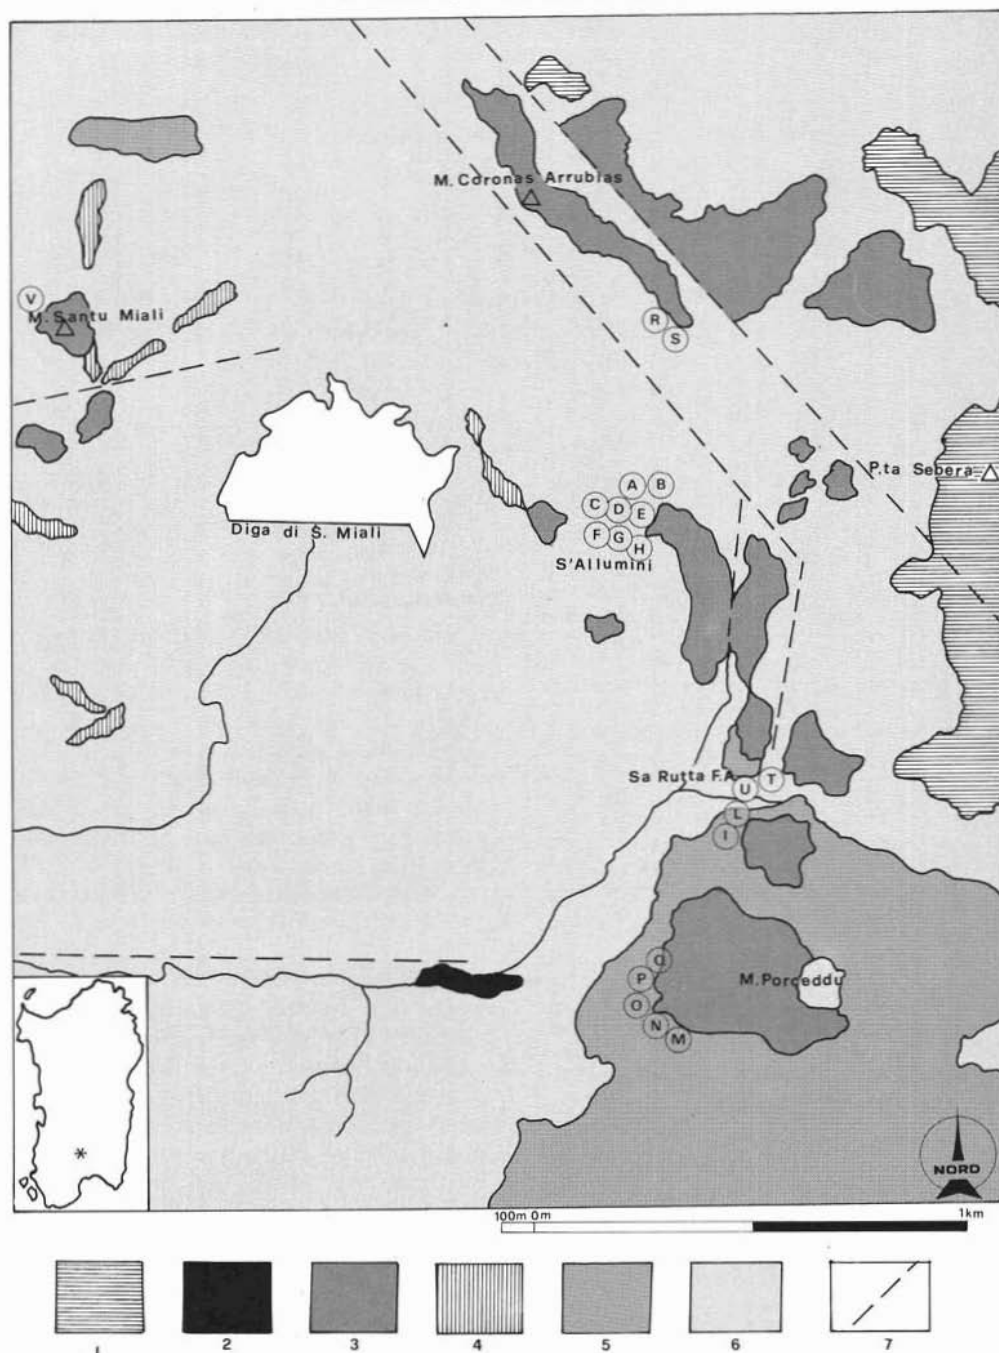 M. Coronas Arrubias
V
M. Santu Miali
R
S
P.ta Sebera
A B
C D E
F G H
Diga di S. Miali
S'Allumini
Sa Rutta F.A.
T
U
L
I
Q
P
M. Porceddu
O
N
M
NORD
100m 0m 1km
1 2 3 4 5 6 7